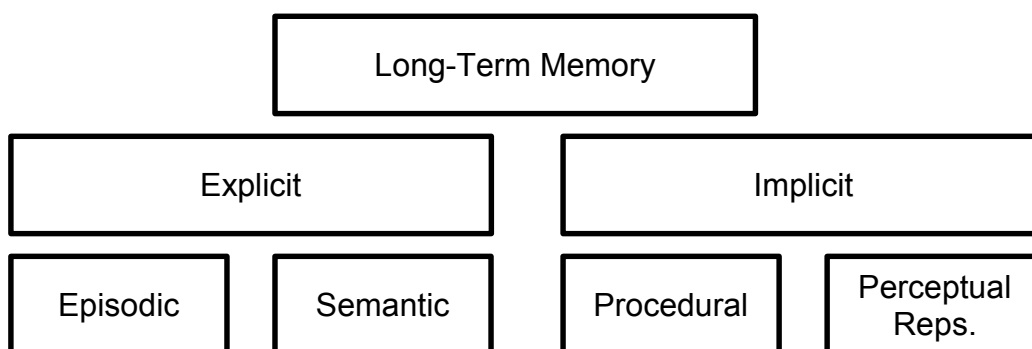 Long-Term Memory
Explicit
Implicit
Episodic
Semantic
Procedural
Perceptual
Reps.